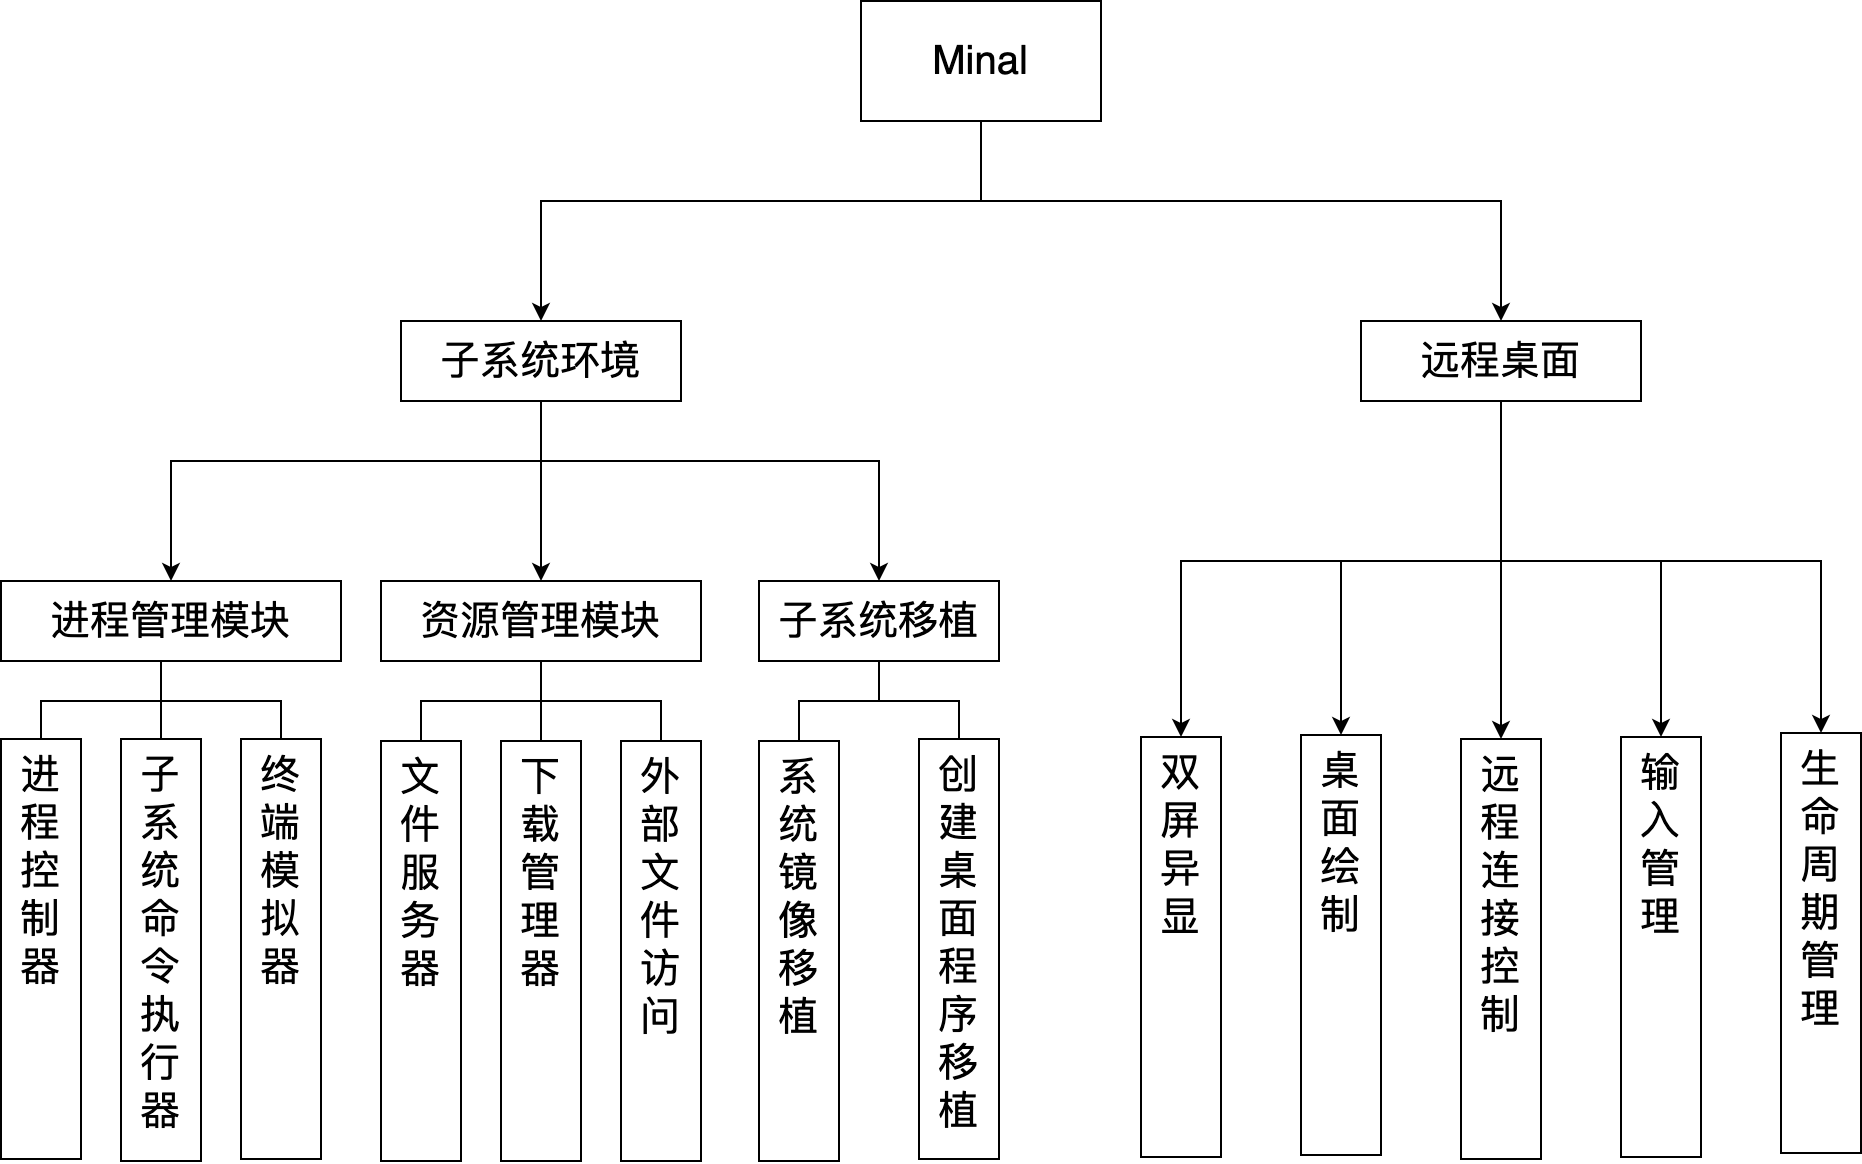 Minal
子系统环境
远程桌面
进程管理模块
资源管理模块
子系统移植
进程控制器
子系统命令执行器
终端模拟器
文件服务器
下载管理器
外部文件访问
系统镜像移植
创建桌面程序移植
双屏异显
桌面绘制
远程连接控制
输入管理
生命周期管理